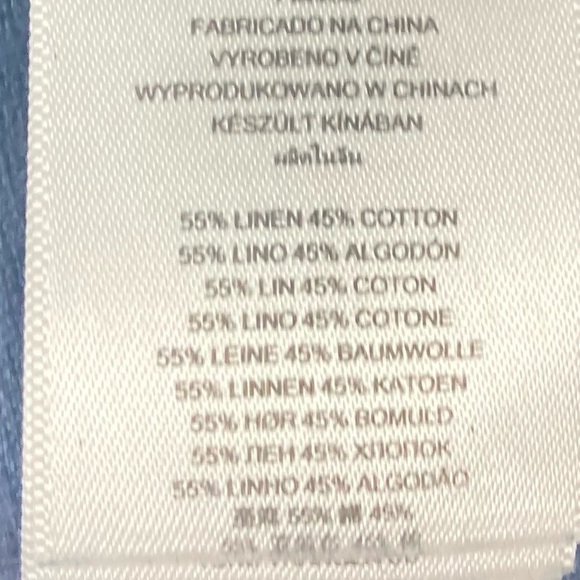 FABRICADO NA CHINA
VYROBENO V ČÍNĚ
WYPRODUKOWANO W CHINACH
KÉSZÜLT KÍNÁBAN
ผลิตในจีน
55% LINEN 45% COTTON
55% LINO 45% ALGODÓN
55% LIN 45% COTON
55% LINO 45% COTONE
55% LEINE 45% BAUMWOLLE
55% LINNEN 45% KATOEN
55% HØR 45% BOMULD
55% ЛЕН 45% ХЛОПОК
55% LINHO 45% ALGODÃO
55% 45%